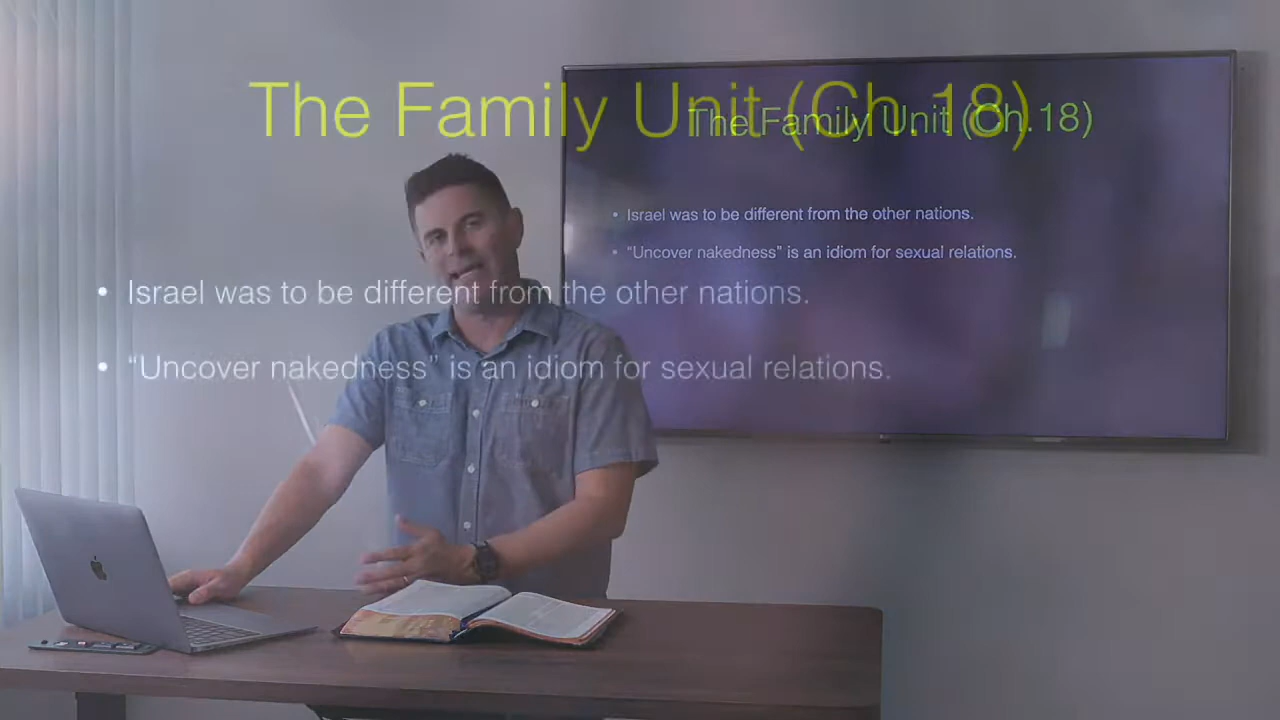 The Family Unit (Ch. 18)
• Israel was to be different from the other nations.
• “Uncover nakedness” is an idiom for sexual relations.
The Family Unit (Ch. 18)
• Israel was to be different from the other nations.
• “Uncover nakedness” is an idiom for sexual relations.